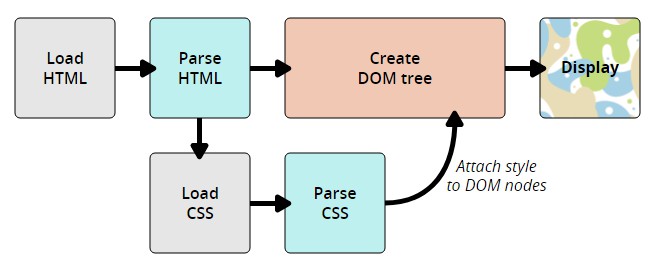 Load
HTML
Parse
HTML
Create
DOM tree
Display
Load
CSS
Parse
CSS
Attach style
to DOM nodes